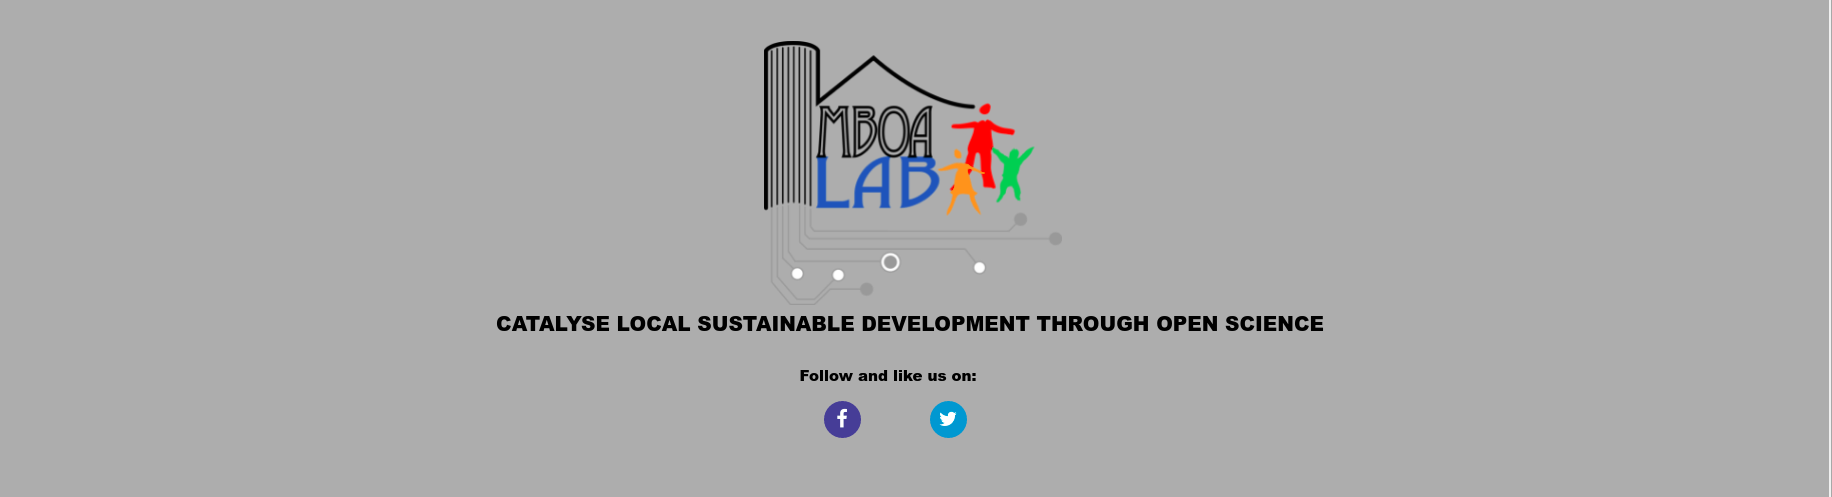 MBOA
LAB
CATALYSE LOCAL SUSTAINABLE DEVELOPMENT THROUGH OPEN SCIENCE
Follow and like us on: